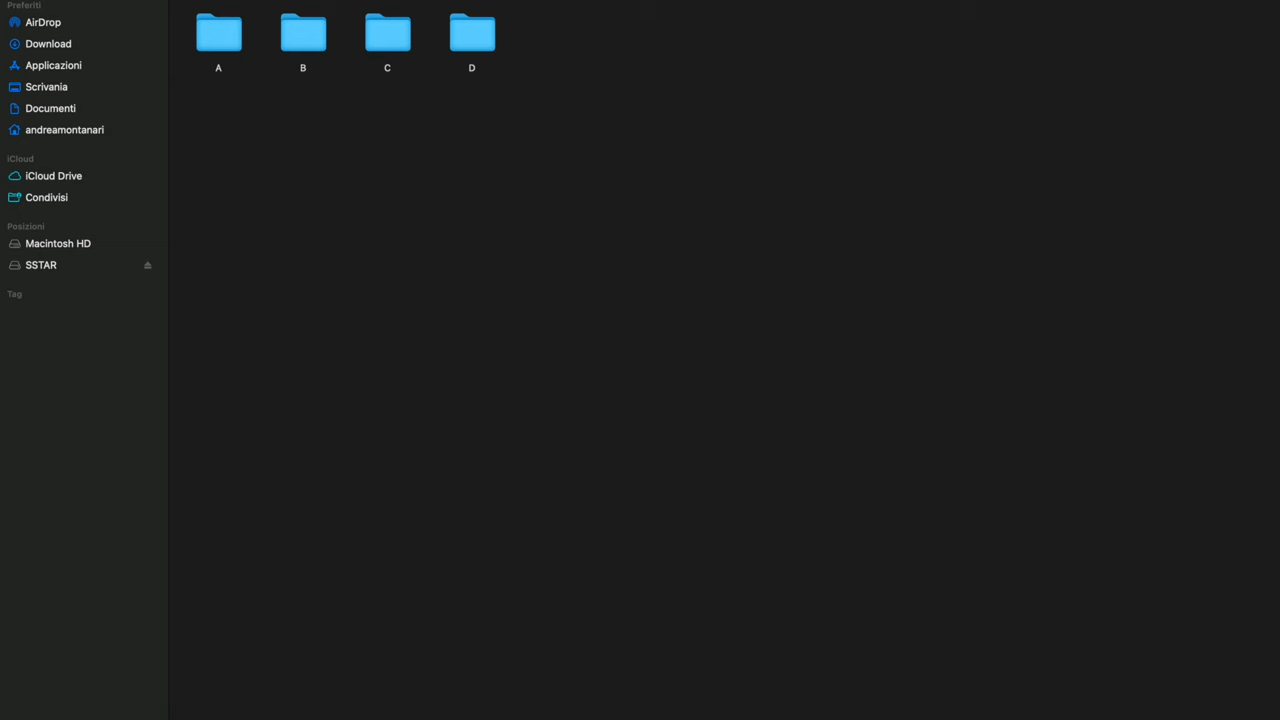 Preferiti
AirDrop
Download
Applicazioni
Scrivania
Documenti
andreamontanari
iCloud
iCloud Drive
Condivisi
Posizioni
Macintosh HD
SSTAR
Tag
A B C D